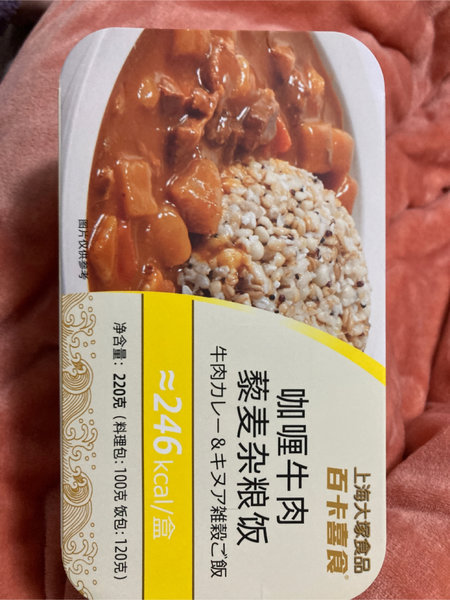 上海大塚食品
百卡喜食®
咖喱牛肉
藜麦杂粮饭
牛肉カレー&キヌア雑穀ご飯
≈246kcal/盒
净含量：220克（料理包：100克 饭包：120克）
图片仅供参考